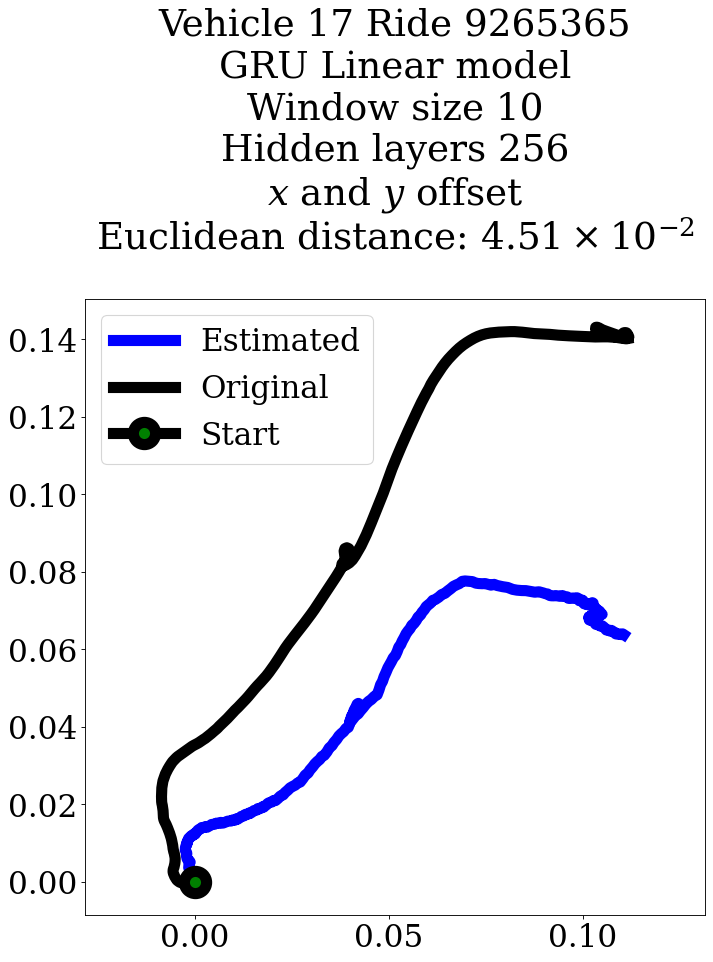 Vehicle 17 Ride 9265365
GRU Linear model
Window size 10
Hidden layers 256
x and y offset
Euclidean distance: 4.51 × 10⁻²
Estimated
Original
Start
0.14
0.12
0.10
0.08
0.06
0.04
0.02
0.00
0.00 0.05 0.10